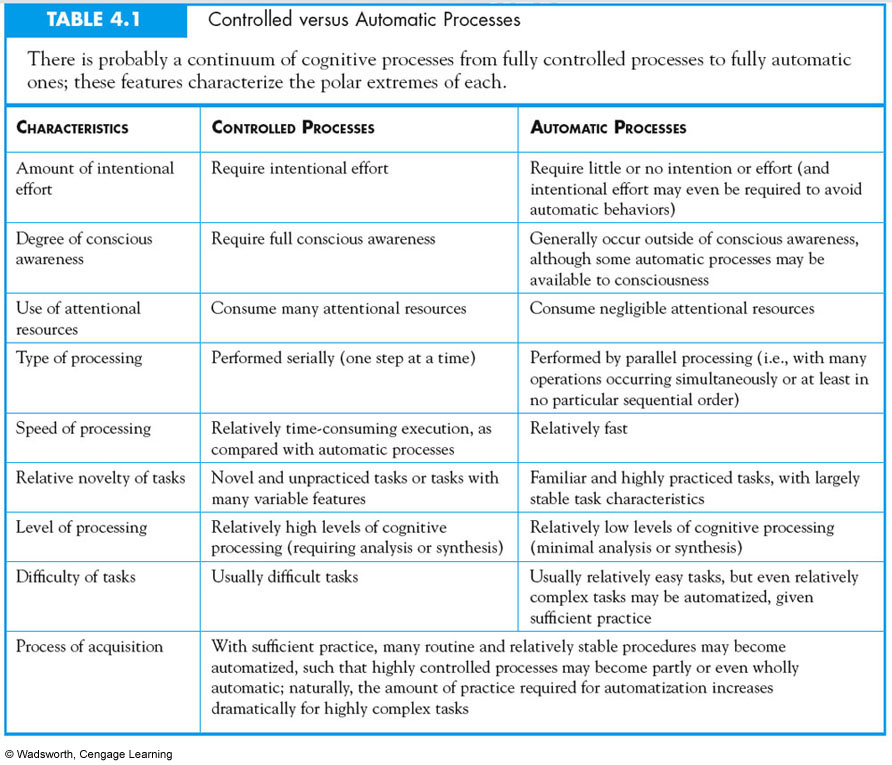 TABLE 4.1
Controlled versus Automatic Processes
There is probably a continuum of cognitive processes from fully controlled processes to fully automatic
ones; these features characterize the polar extremes of each.
CHARACTERISTICS
CONTROLLED PROCESSES
AUTOMATIC PROCESSES
Amount of intentional
effort
Require intentional effort
Require little or no intention or effort (and
intentional effort may even be required to avoid
automatic behaviors)
Degree of conscious
awareness
Require full conscious awareness
Generally occur outside of conscious awareness,
although some automatic processes may be
available to consciousness
Use of attentional
resources
Consume many attentional resources
Consume negligible attentional resources
Type of processing
Performed serially (one step at a time)
Performed by parallel processing (i.e., with many
operations occurring simultaneously or at least in
no particular sequential order)
Speed of processing
Relatively time-consuming execution, as
compared with automatic processes
Relatively fast
Relative novelty of tasks
Novel and unpracticed tasks or tasks with
many variable features
Familiar and highly practiced tasks, with largely
stable task characteristics
Level of processing
Relatively high levels of cognitive
processing (requiring analysis or synthesis)
Relatively low levels of cognitive processing
(minimal analysis or synthesis)
Difficulty of tasks
Usually difficult tasks
Usually relatively easy tasks, but even relatively
complex tasks may be automatized, given
sufficient practice
Process of acquisition
With sufficient practice, many routine and relatively stable procedures may become
automatized, such that highly controlled processes may become partly or even wholly
automatic; naturally, the amount of practice required for automatization increases
dramatically for highly complex tasks
© Wadsworth, Cengage Learning